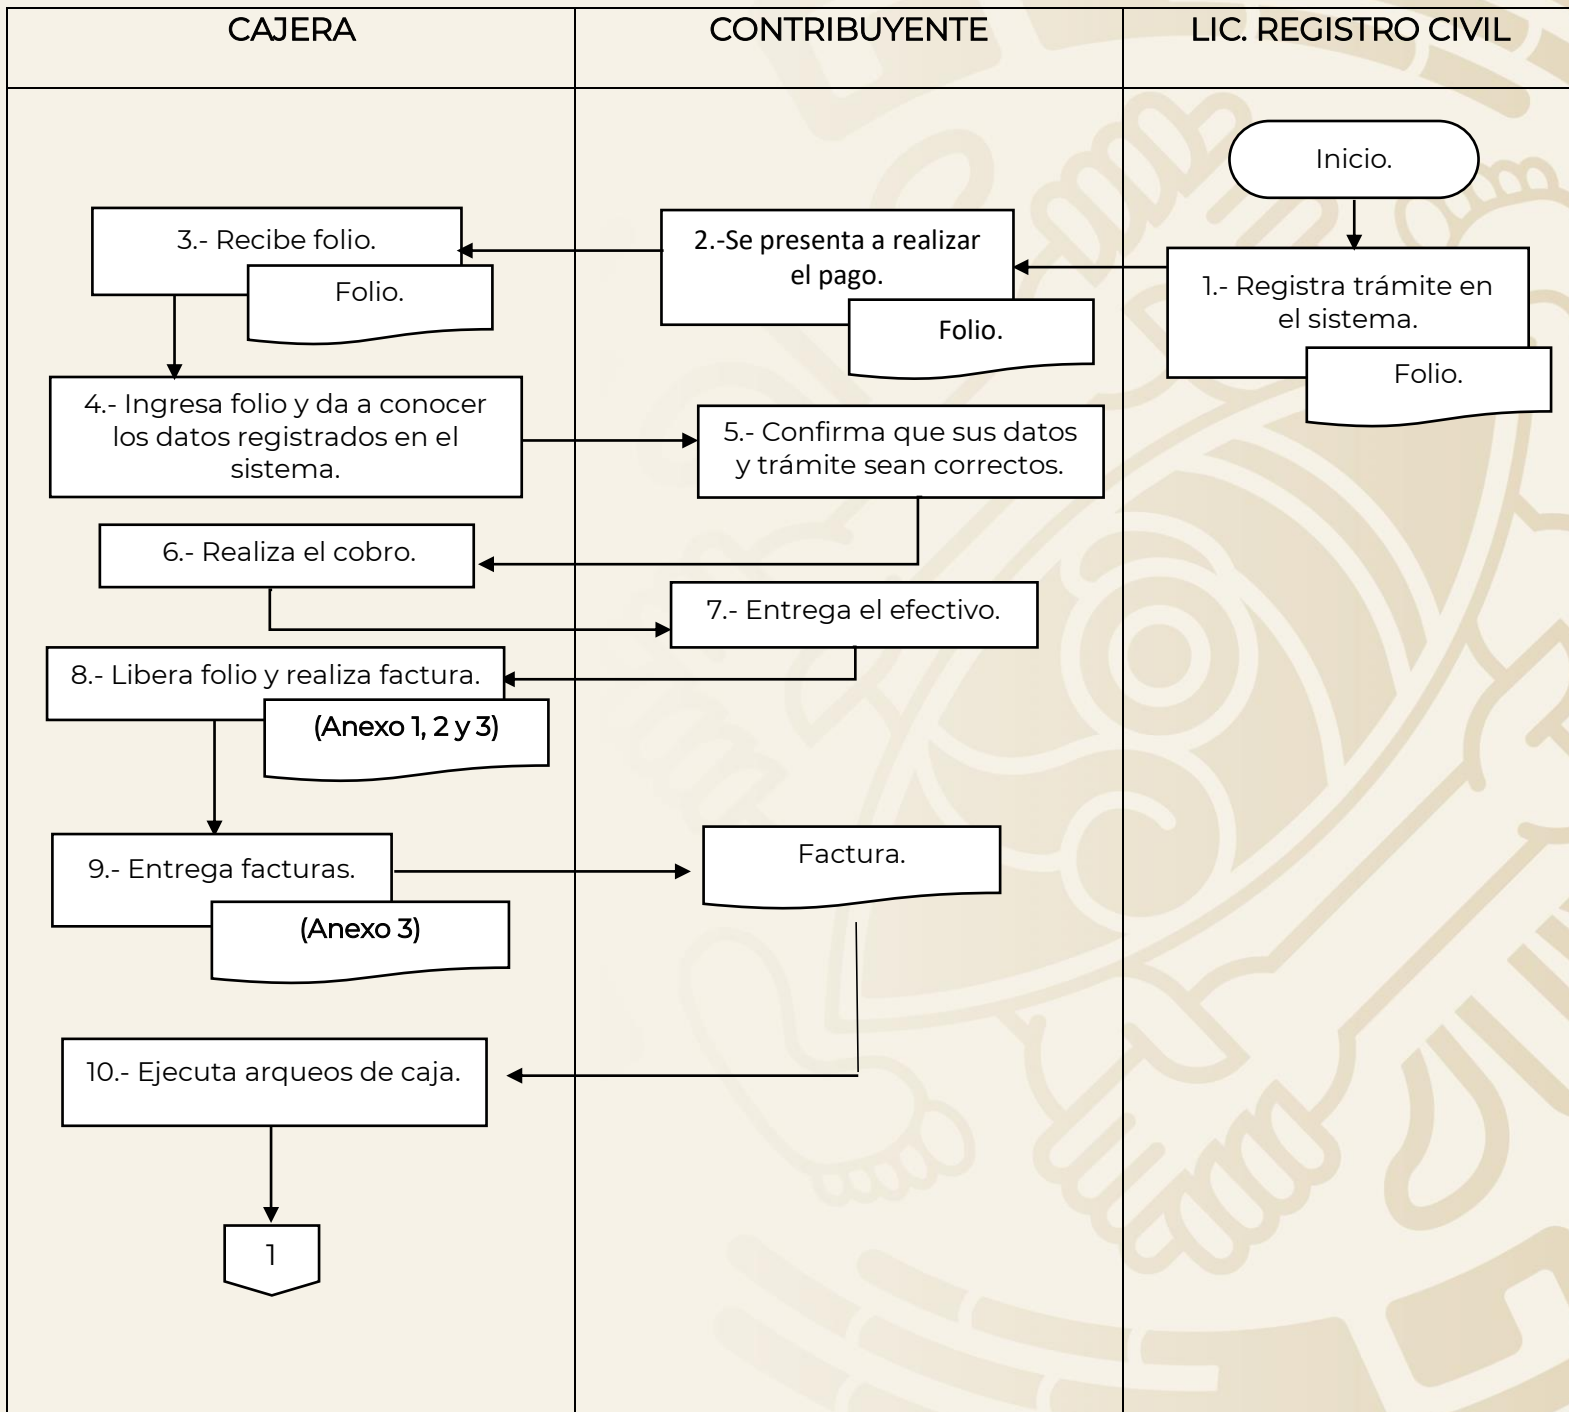 CAJERA
CONTRIBUYENTE
LIC. REGISTRO CIVIL
Inicio.
1.- Registra trámite en
el sistema.
Folio.
2.-Se presenta a realizar
el pago.
Folio.
3.- Recibe folio.
Folio.
4.- Ingresa folio y da a conocer
los datos registrados en el
sistema.
5.- Confirma que sus datos
y trámite sean correctos.
6.- Realiza el cobro.
7.- Entrega el efectivo.
8.- Libera folio y realiza factura.
(Anexo 1, 2 y 3)
9.- Entrega facturas.
(Anexo 3)
Factura.
10.- Ejecuta arqueos de caja.
1